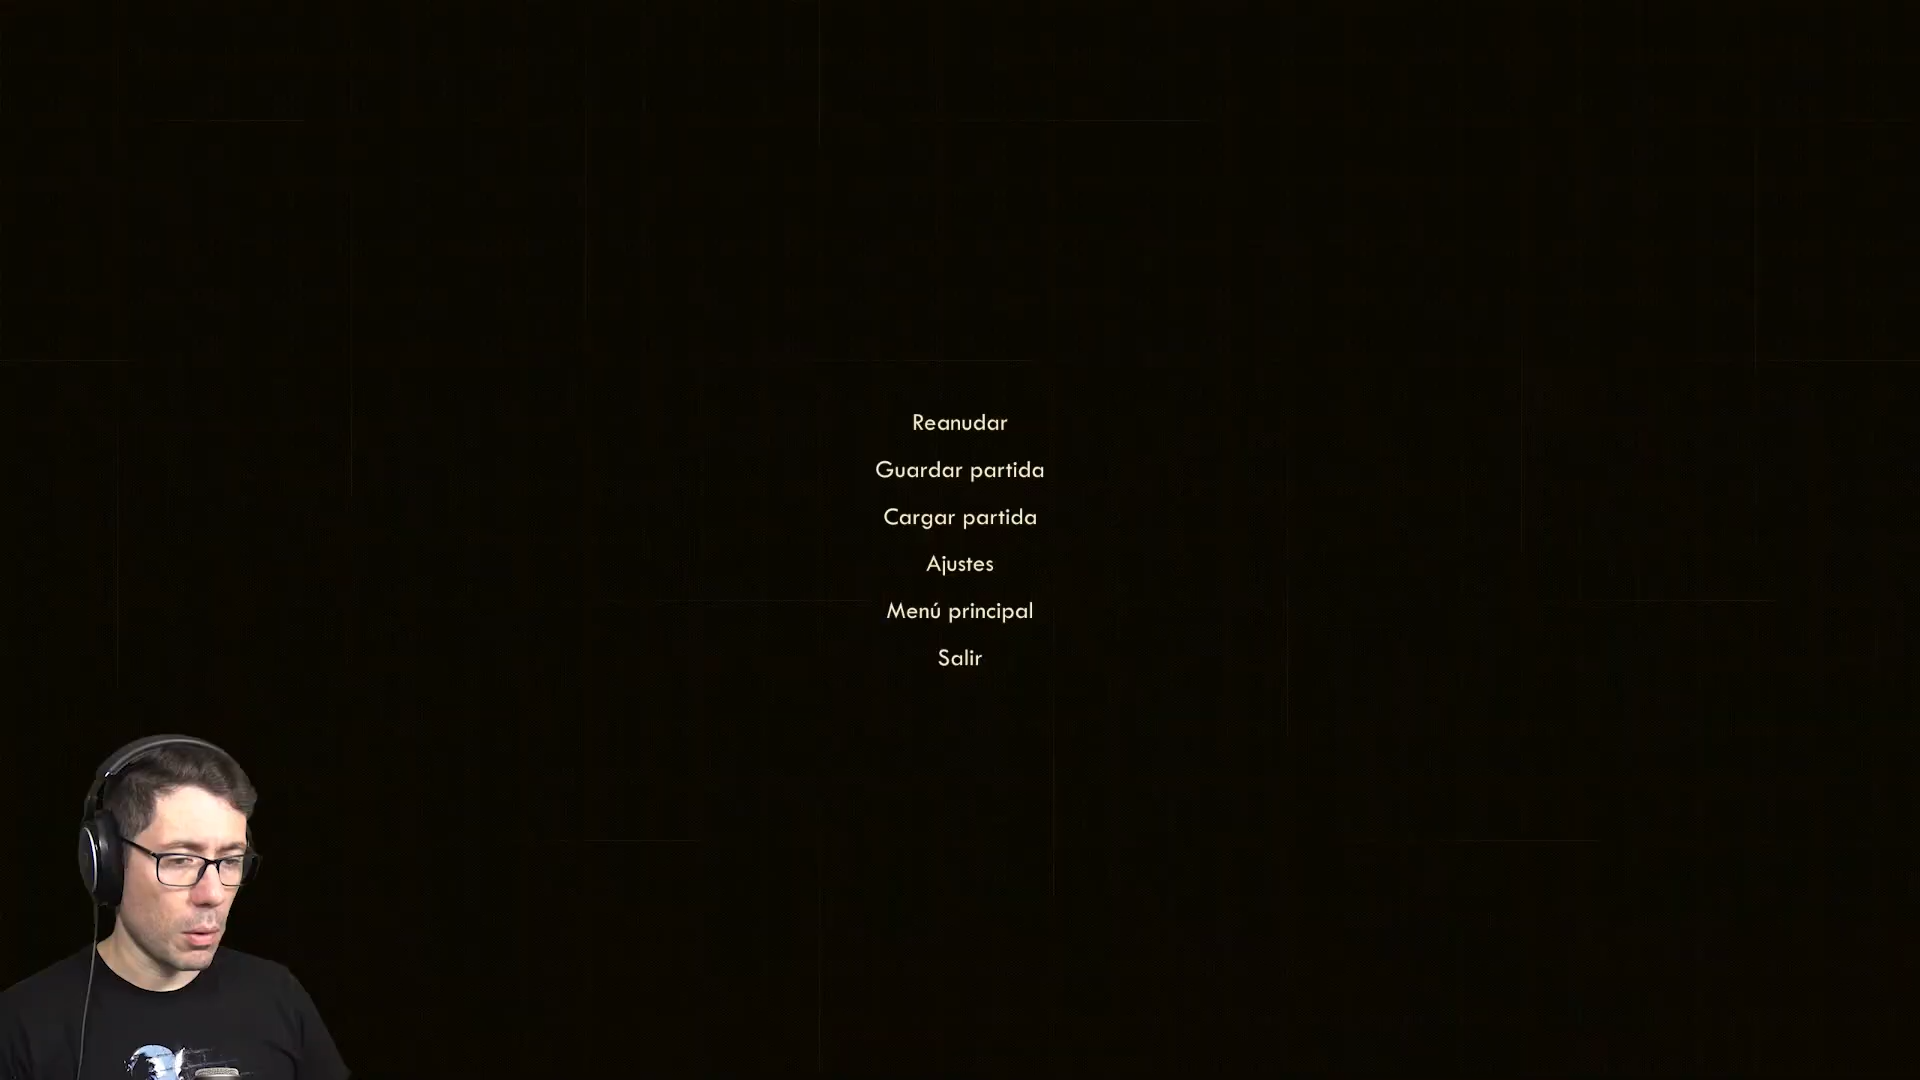 Reanudar
Guardar partida
Cargar partida
Ajustes
Menú principal
Salir